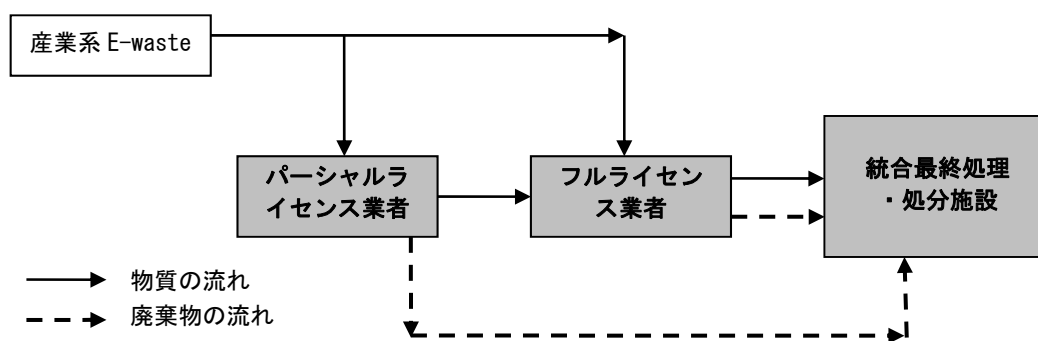 産業系 E-waste
パーシャルラ
イセンス業者
フルライセン
ス業者
統合最終処理
・処分施設
物質の流れ
廃棄物の流れ